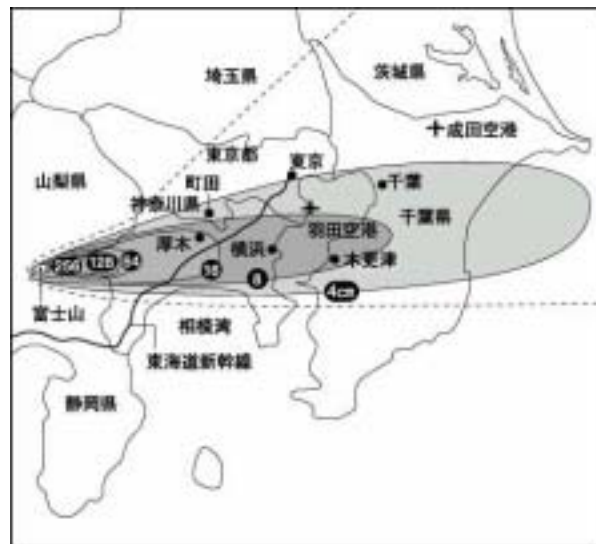 埼玉県
茨城県
成田空港
東京都
東京
山梨県
町田
千葉
神奈川県
千葉県
羽田空港
厚木
横浜
木更津
256
128
64
16
8
4cm
富士山
相模湾
東海道新幹線
静岡県